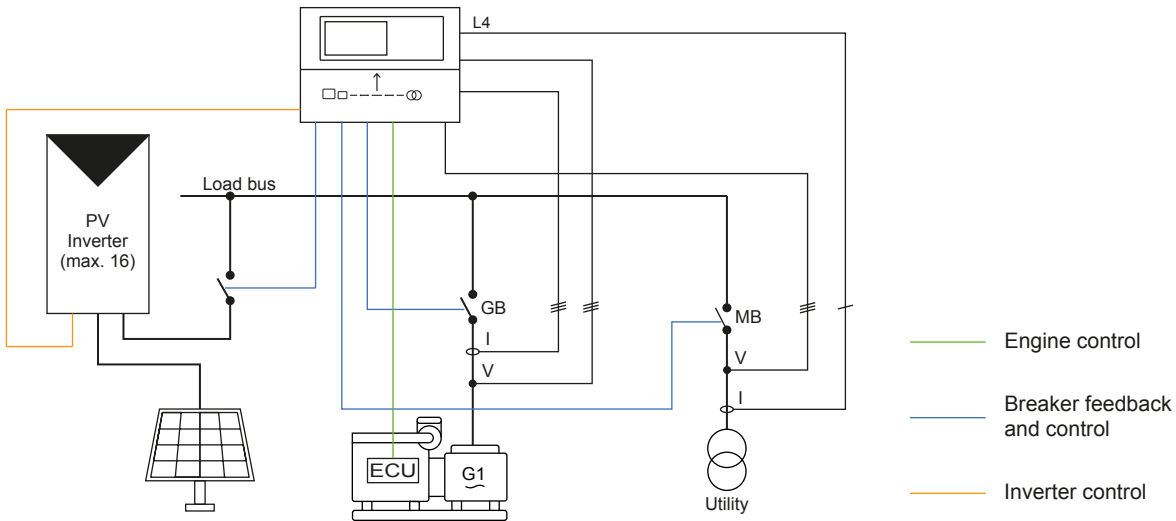 L4
Load bus
PV
Inverter
(max. 16)
GB
I
V
MB
V
I
ECU
G1
Utility
Engine control
Breaker feedback
and control
Inverter control